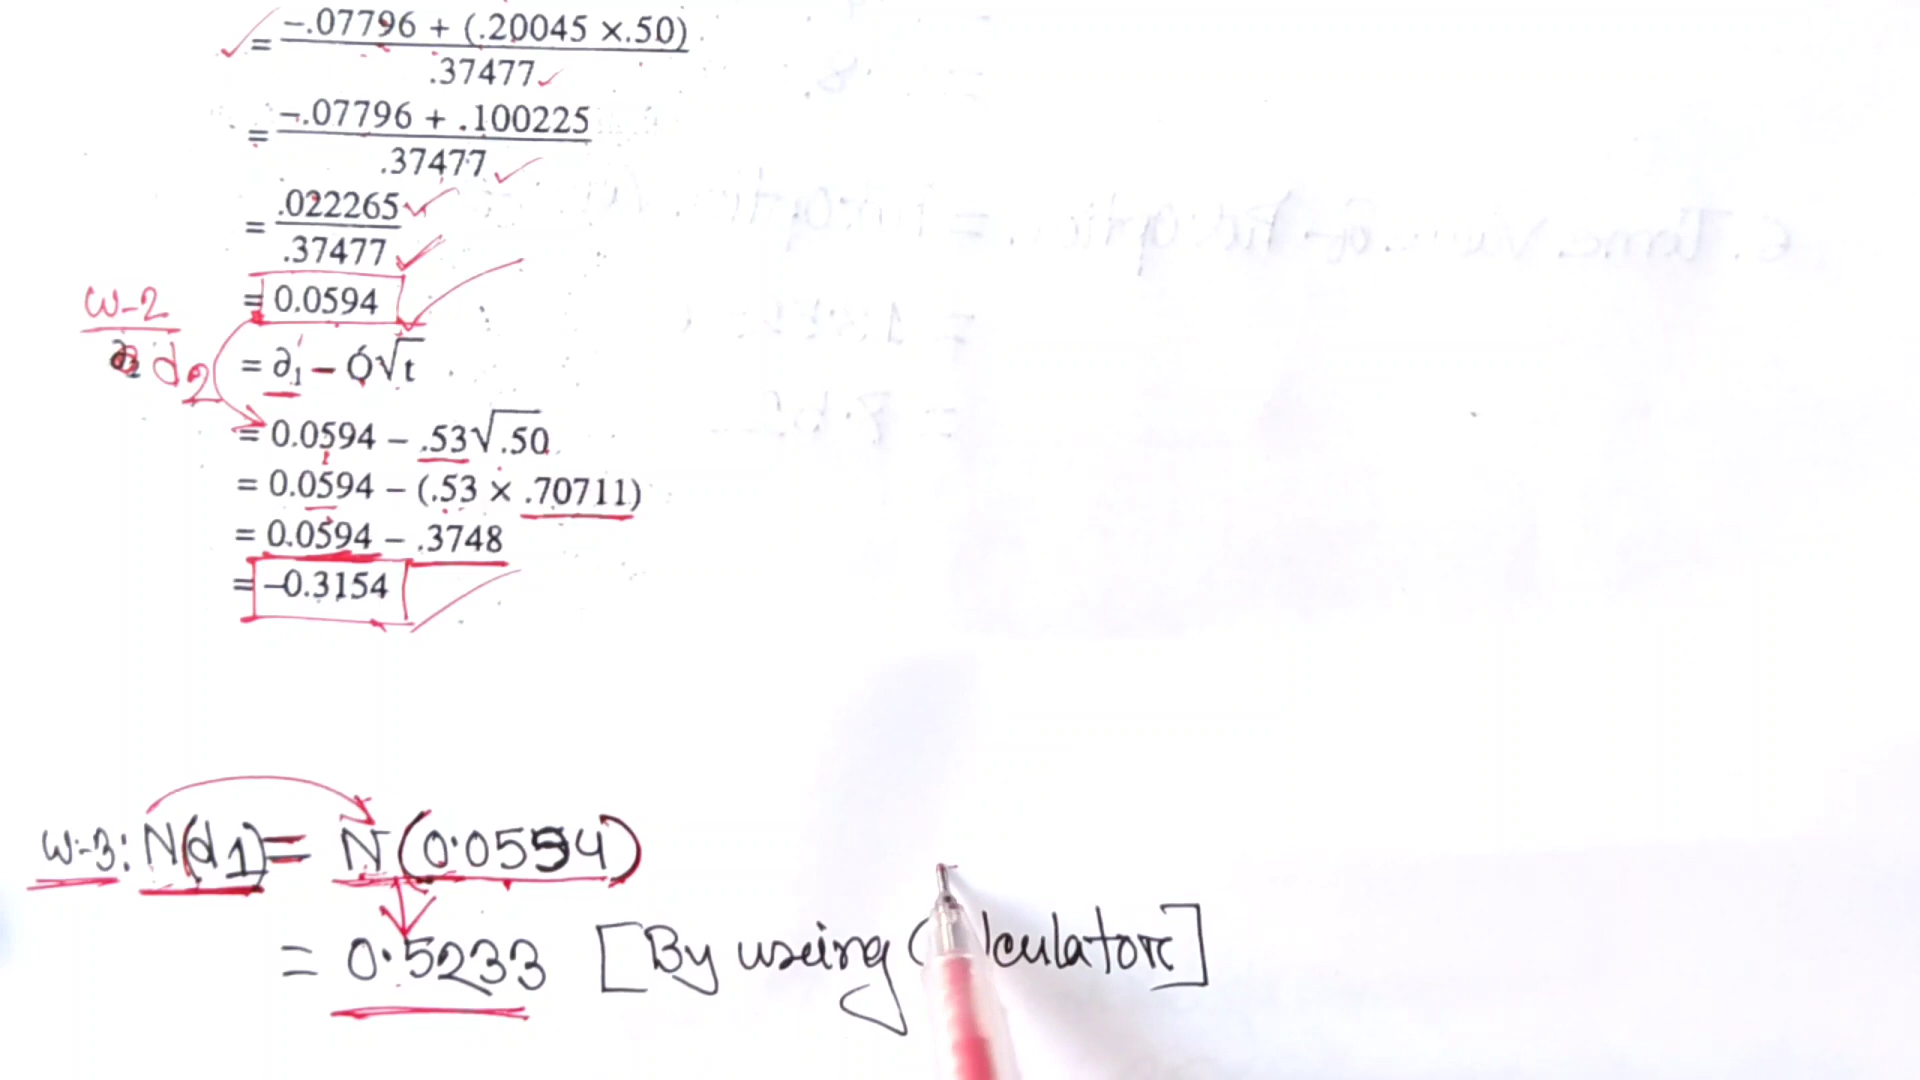 = −.07796 + (.20045 ×.50)
.37477
= −.07796 + .100225
.37477
= .022265
.37477
= 0.0594
W-2
d2 = ∂1 − Ó√t
= 0.0594 − .53√.50
= 0.0594 − (.53 × .70711)
= 0.0594 − .3748
= −0.3154
W-3: N(d1) = N(0.0594)
= 0.5233 [By using Calculator]